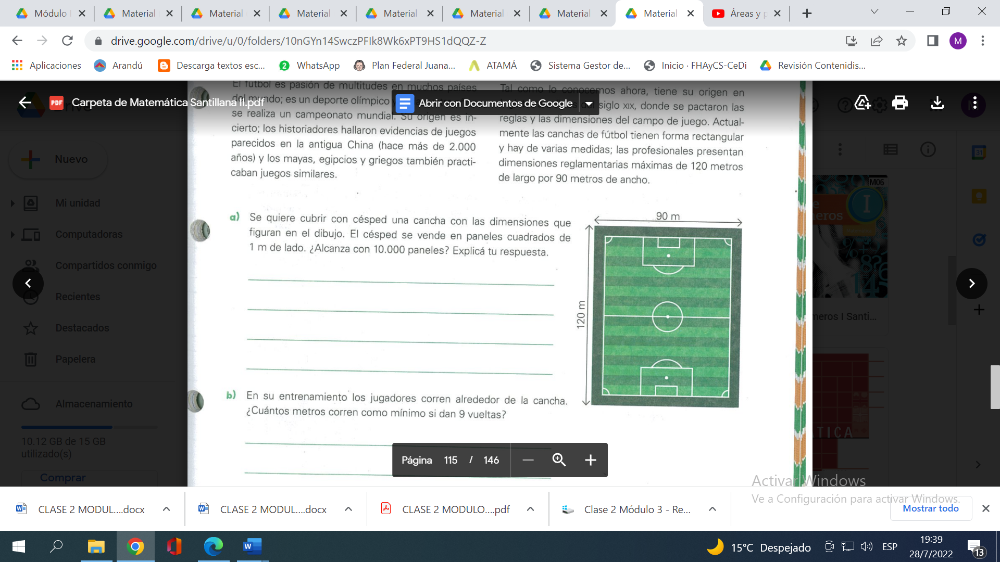 Módulo
Material
Material
Material
Material
Material
Material
Material
Áreas y p
drive.google.com/drive/u/0/folders/10nGYn14SwczPFIk8Wk6xPT9HS1dQQZ-Z
M
Aplicaciones
Arandú
Descarga textos esc...
WhatsApp
Plan Federal Juana...
ATAMÁ
Sistema Gestor de...
Inicio · FHAyCS-CeDi
Revisión Contenidis...
PDF Carpeta de Matemática Santillana II.pdf
Abrir con Documentos de Google
Nuevo
Mi unidad
Computadoras
Compartidos conmigo
Recientes
Destacados
Papelera
Almacenamiento
10.12 GB de 15 GB
utilizado(s)
Comprar
El fútbol es pasión de multitudes en muchos países
del mundo; es un deporte olímpico y
se realiza un campeonato mundial. Su origen es in-
cierto; los historiadores hallaron evidencias de juegos
parecidos en la antigua China (hace más de 2.000
años) y los mayas, egipcios y griegos también practi-
caban juegos similares.
Tal como lo conocemos ahora, tiene su origen en
siglo XIX, donde se pactaron las
reglas y las dimensiones del campo de juego. Actual-
mente las canchas de fútbol tienen forma rectangular
y hay de varias medidas; las profesionales presentan
dimensiones reglamentarias máximas de 120 metros
de largo por 90 metros de ancho.
a) Se quiere cubrir con césped una cancha con las dimensiones que
figuran en el dibujo. El césped se vende en paneles cuadrados de
1 m de lado. ¿Alcanza con 10.000 paneles? Explicá tu respuesta.
90 m
120 m
b) En su entrenamiento los jugadores corren alrededor de la cancha.
¿Cuántos metros corren como mínimo si dan 9 vueltas?
Página 115 / 146
31
M06
I
neros I Santi...
TICA
Activar Windows
Ve a Configuración para activar Windows.
CLASE 2 MODUL....docx
CLASE 2 MODUL....docx
CLASE 2 MODULO....pdf
Clase 2 Módulo 3 - Re...
Mostrar todo
15°C Despejado
ESP
19:39
28/7/2022
13